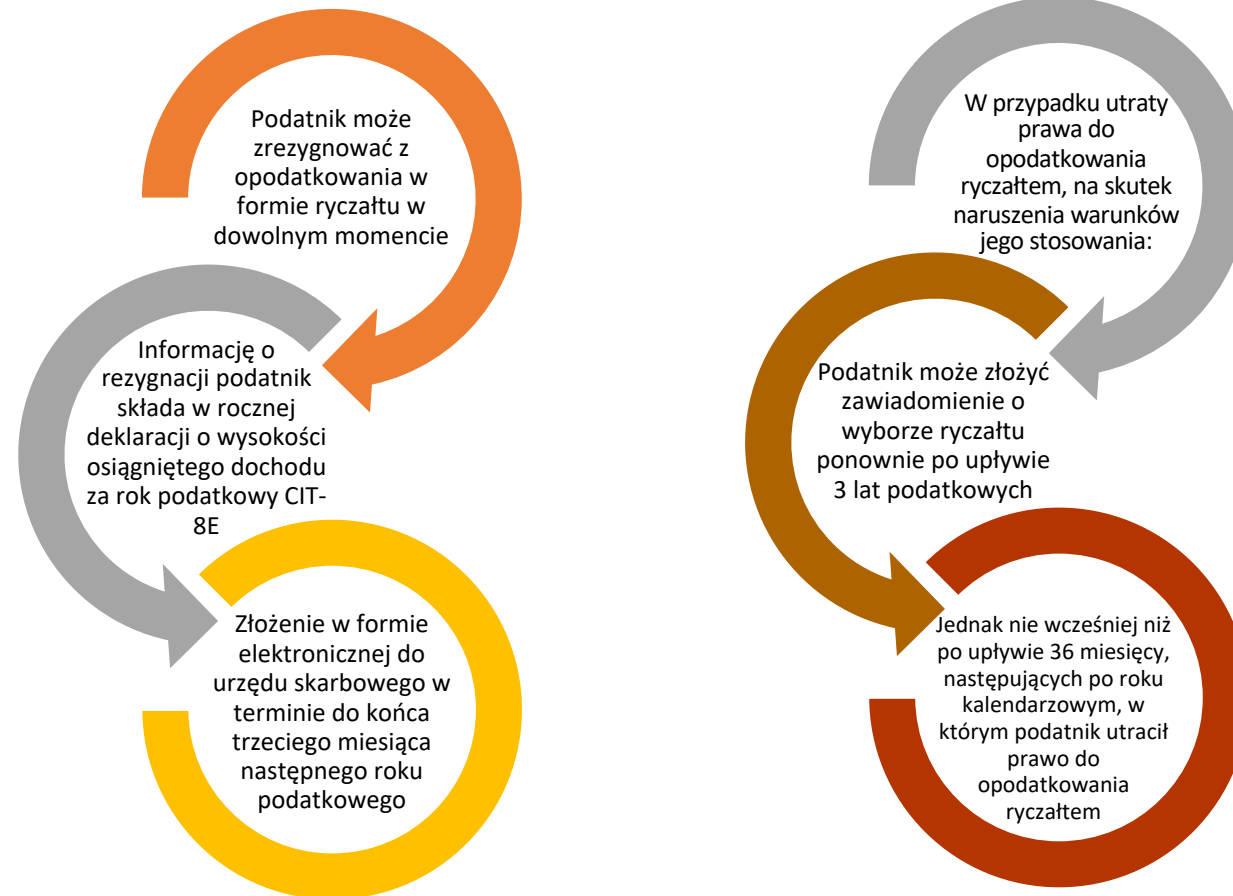 Podatnik może
zrezygnować z
opodatkowania w
formie ryczałtu w
dowolnym momencie
Informację o
rezygnacji podatnik
składa w rocznej
deklaracji o wysokości
osiągniętego dochodu
za rok podatkowy CIT-
8E
Złożenie w formie
elektronicznej do
urzędu skarbowego w
terminie do końca
trzeciego miesiąca
następnego roku
podatkowego
W przypadku utraty
prawa do
opodatkowania
ryczałtem, na skutek
naruszenia warunków
jego stosowania:
Podatnik może złożyć
zawiadomienie o
wyborze ryczałtu
ponownie po upływie
3 lat podatkowych
Jednak nie wcześniej niż
po upływie 36 miesięcy,
następujących po roku
kalendarzowym, w
którym podatnik utracił
prawo do
opodatkowania
ryczałtem